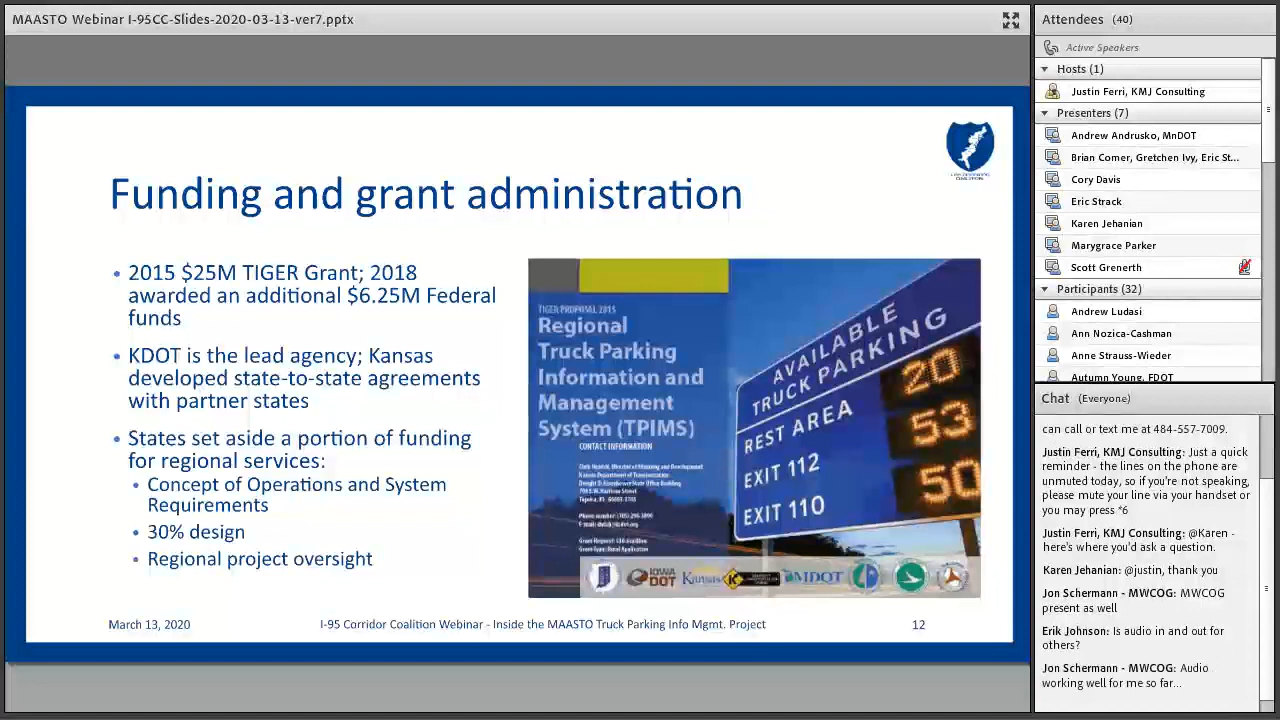 MAASTO Webinar I-95CC-Slides-2020-03-13-ver7.pptx
Funding and grant administration
• 2015 $25M TIGER Grant; 2018
awarded an additional $6.25M Federal
funds
• KDOT is the lead agency; Kansas
developed state-to-state agreements
with partner states
• States set aside a portion of funding
for regional services:
• Concept of Operations and System
Requirements
• 30% design
• Regional project oversight
TIGER PROPOSAL 2015
Regional
Truck Parking
Information and
Management
System (TPIMS)
CONTACT INFORMATION
AVAILABLE
TRUCK PARKING
REST AREA 20
EXIT 112 53
EXIT 110 50
IOWA
DOT
Kansas
MDOT
March 13, 2020
I-95 Corridor Coalition Webinar - Inside the MAASTO Truck Parking Info Mgmt. Project
12
Attendees (40)
Active Speakers
Hosts (1)
Justin Ferri, KMJ Consulting
Presenters (7)
Andrew Andrusko, MnDOT
Brian Comer, Gretchen Ivy, Eric St...
Cory Davis
Eric Strack
Karen Jehanian
Marygrace Parker
Scott Grenerth
Participants (32)
Andrew Ludasi
Ann Nozica-Cashman
Anne Strauss-Wieder
Autumn Young, FDOT
Chat (Everyone)
can call or text me at 484-557-7009.
Justin Ferri, KMJ Consulting: Just a quick
unmuted today, so if you're not speaking,
please mute your line via your handset or
you may press *6
Justin Ferri, KMJ Consulting: @Karen -
here's where you'd ask a question.
Karen Jehanian: @justin, thank you
Jon Schermann - MWCOG: MWCOG
present as well
Erik Johnson: Is audio in and out for
others?
Jon Schermann - MWCOG: Audio
working well for me so far...